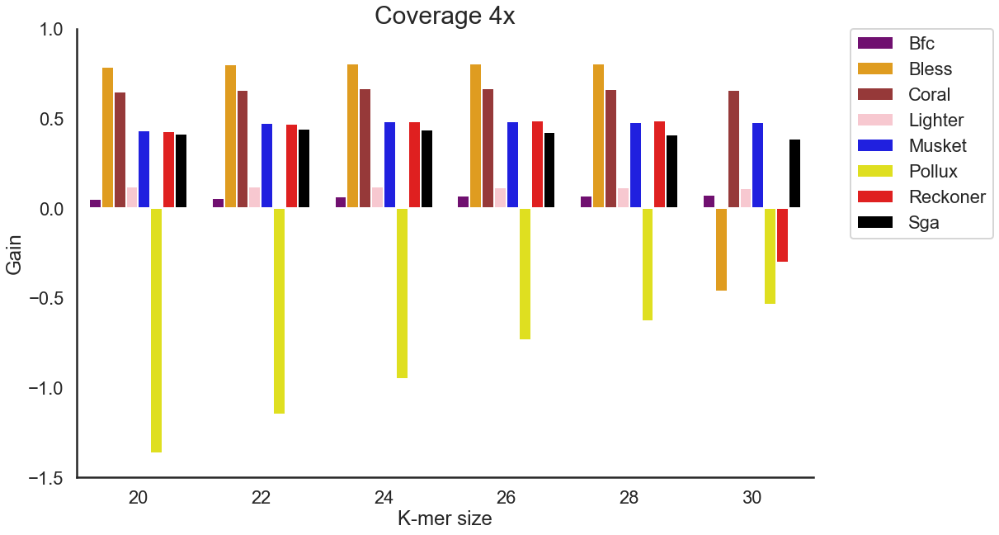 Coverage 4x
Gain
1.0
0.5
0.0
−0.5
−1.0
−1.5
20 22 24 26 28 30
K-mer size
Bfc
Bless
Coral
Lighter
Musket
Pollux
Reckoner
Sga